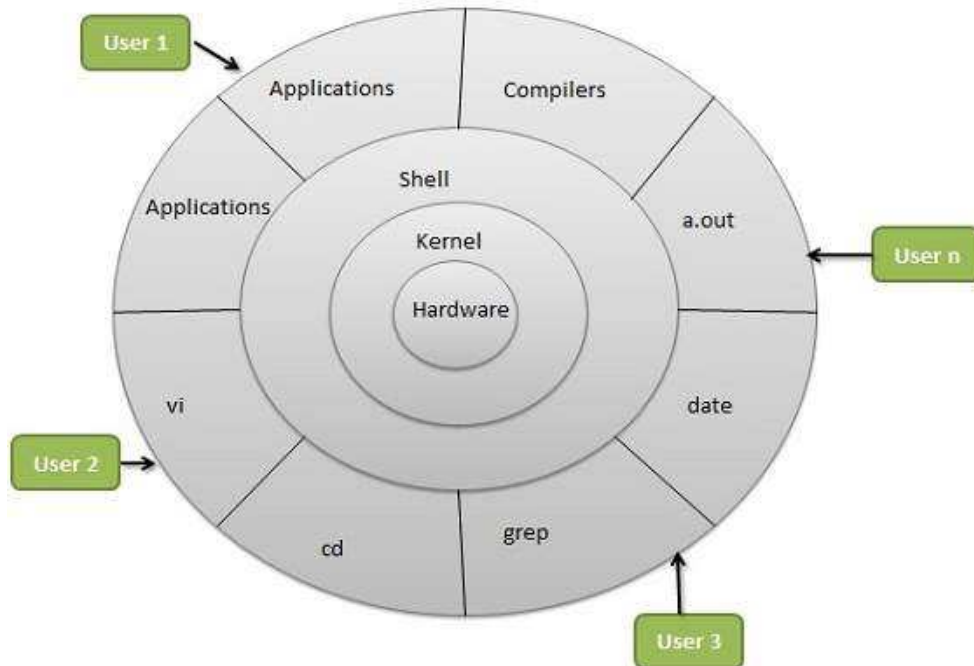 User 1
Applications
Compilers
Shell
Applications
a.out
Kernel
User n
Hardware
vi
date
User 2
grep
cd
User 3